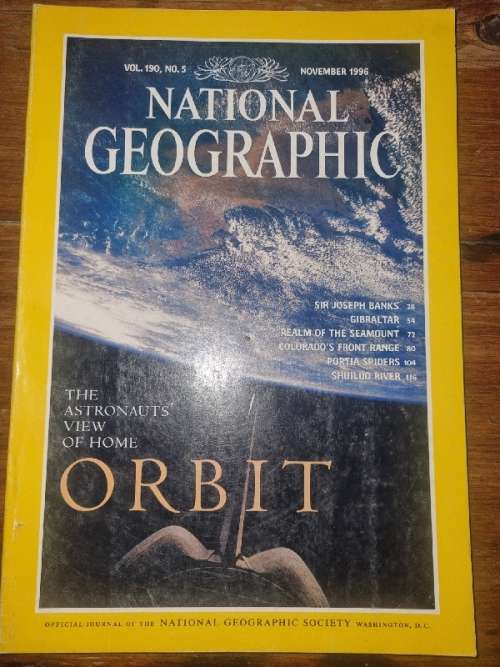 VOL. 190, NO. 5
NOVEMBER 1996
NATIONAL
GEOGRAPHIC
SIR JOSEPH BANKS 28
GIBRALTAR 54
REALM OF THE SEAMOUNT 72
COLORADO'S FRONT RANGE 80
PORTIA SPIDERS 104
SHUILUO RIVER 116
THE
ASTRONAUTS'
VIEW
OF HOME
ORBIT
OFFICIAL JOURNAL OF THE NATIONAL GEOGRAPHIC SOCIETY WASHINGTON, D.C.